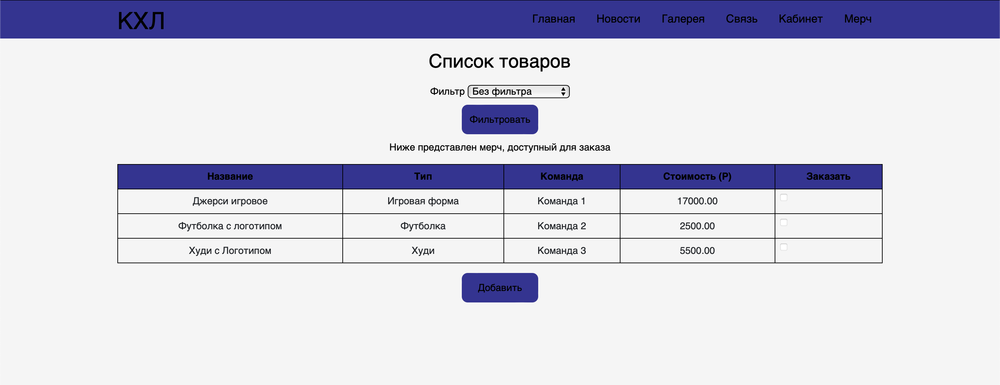 КХЛ Главная Новости Галерея Связь Кабинет Мерч
Список товаров
Фильтр Без фильтра
Фильтровать
Ниже представлен мерч, доступный для заказа
Название Тип Команда Стоимость (Р) Заказать
Джерси игровое Игровая форма Команда 1 17000.00
Футболка с логотипом Футболка Команда 2 2500.00
Худи с Логотипом Худи Команда 3 5500.00
Добавить